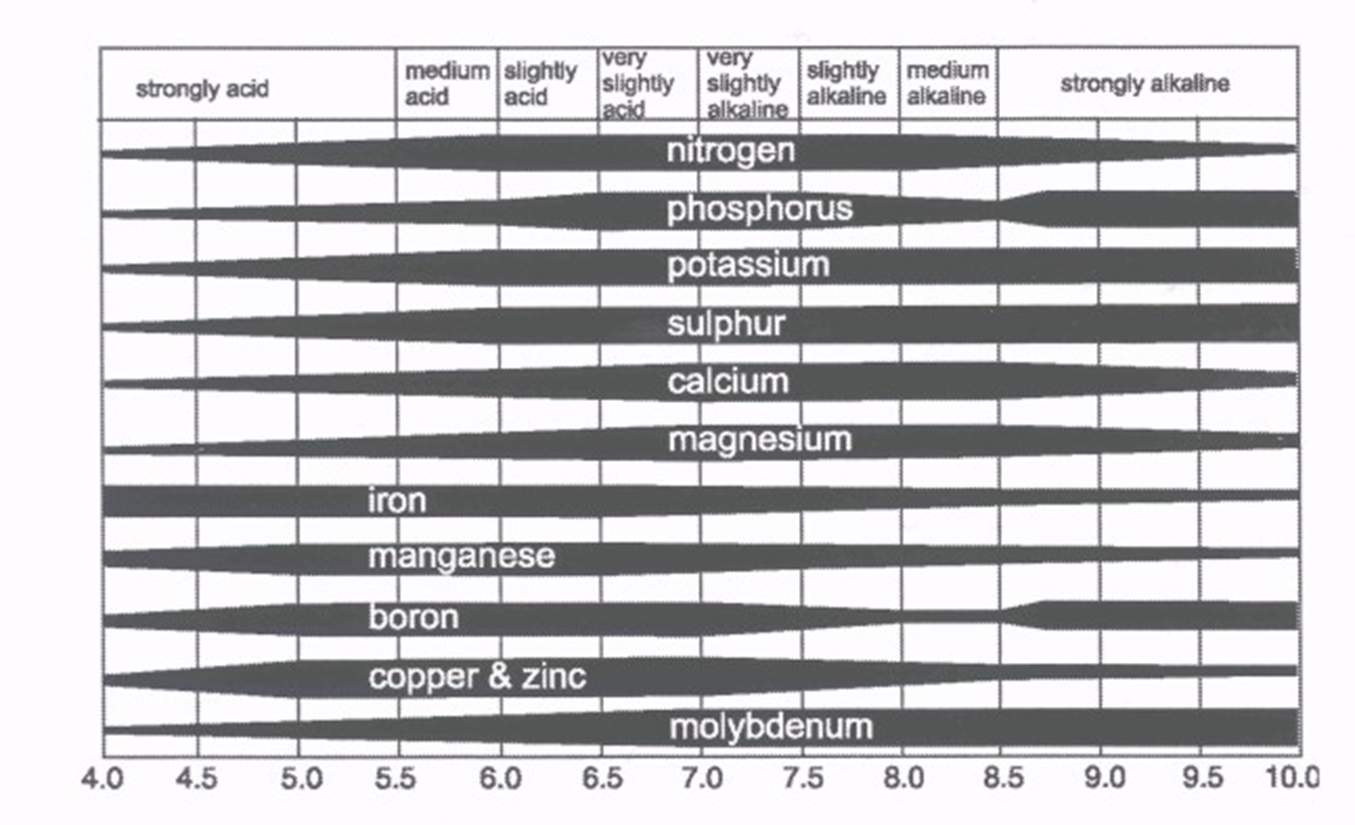 strongly acid
medium
acid
slightly
acid
very
slightly
acid
very
slightly
alkaline
slightly
alkaline
medium
alkaline
strongly alkaline
nitrogen
phosphorus
potassium
sulphur
calcium
magnesium
iron
manganese
boron
copper & zinc
molybdenum
4.0 4.5 5.0 5.5 6.0 6.5 7.0 7.5 8.0 8.5 9.0 9.5 10.0